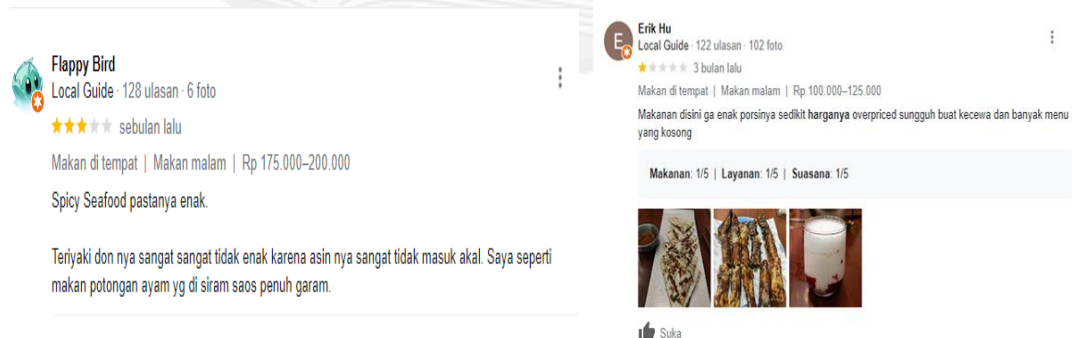 Flappy Bird
Local Guide · 128 ulasan · 6 foto
sebulan lalu
Makan di tempat | Makan malam | Rp 175.000–200.000
Spicy Seafood pastanya enak.
Teriyaki don nya sangat sangat tidak enak karena asin nya sangat tidak masuk akal. Saya seperti
makan potongan ayam yg di siram saos penuh garam.
E
Erik Hu
Local Guide · 122 ulasan · 102 foto
3 bulan lalu
Makan di tempat | Makan malam | Rp 100.000–125.000
Makanan disini ga enak porsinya sedikit harganya overpriced sungguh buat kecewa dan banyak menu
yang kosong
Makanan: 1/5 | Layanan: 1/5 | Suasana: 1/5
Suka